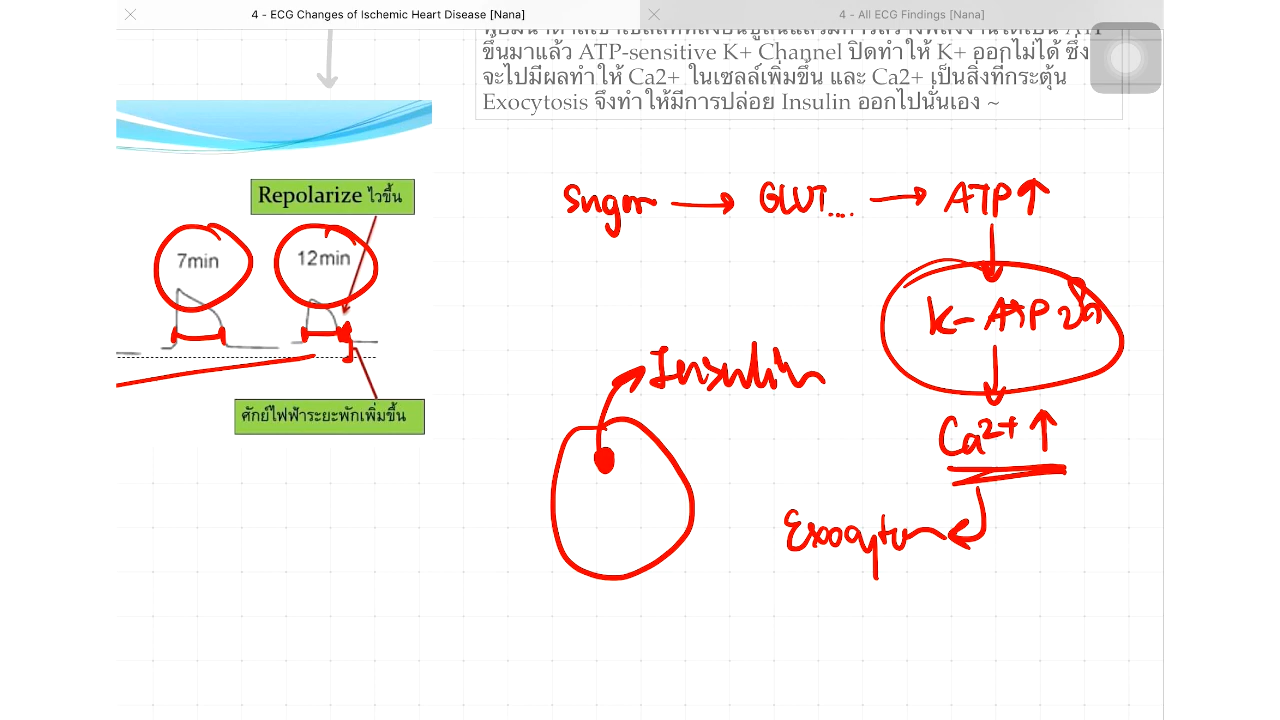 4 - ECG Changes of Ischemic Heart Disease [Nana]
4 - All ECG Findings [Nana]
ขึ้นมาแล้ว ATP-sensitive K+ Channel ปิดทำให้ K+ ออกไม่ได้ ซึ่ง
จะไปมีผลทำให้ Ca2+ ในเซลล์เพิ่มขึ้น และ Ca2+ เป็นสิ่งที่กระตุ้น
Exocytosis จึงทำให้มีการปล่อย Insulin ออกไปนั่นเอง ~
Repolarize ไวขึ้น
7min
12min
ศักย์ไฟฟ้าระยะพักเพิ่มขึ้น
Sugar → GLUT.... → ATP↑
K-ATP ปิด
Insulin
Ca2+ ↑